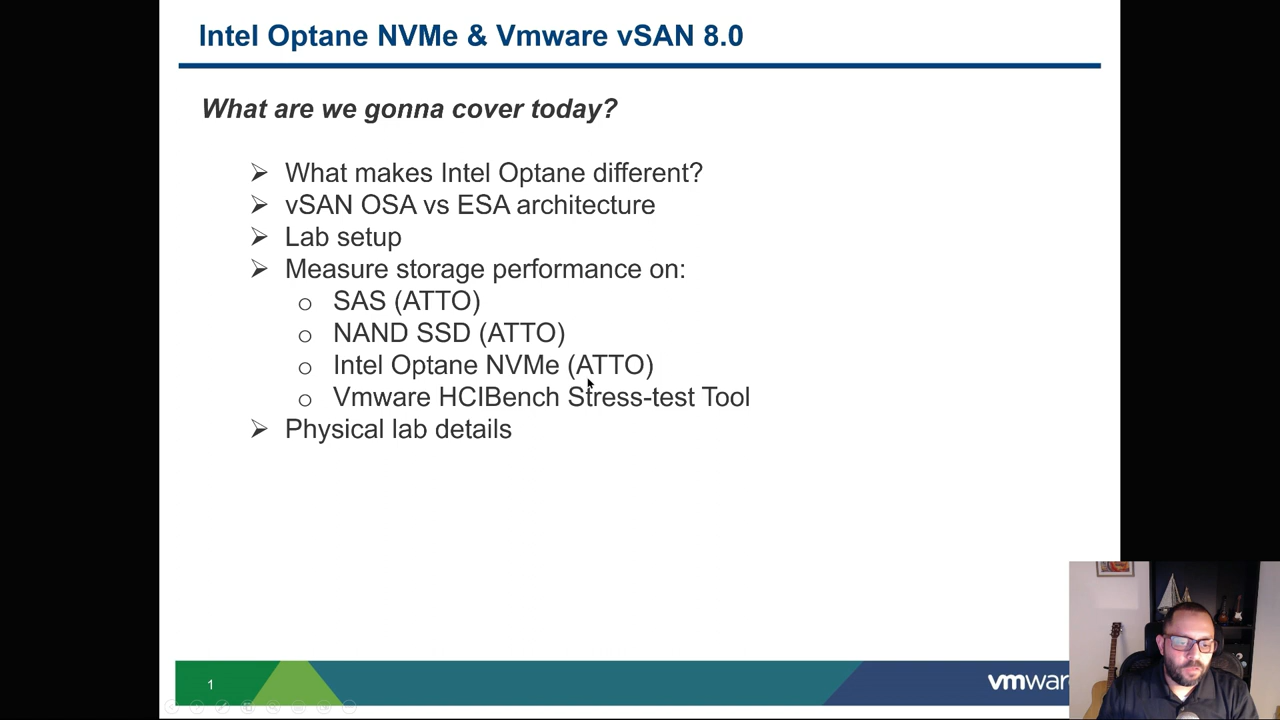 Intel Optane NVMe & Vmware vSAN 8.0
What are we gonna cover today?
What makes Intel Optane different?
vSAN OSA vs ESA architecture
Lab setup
Measure storage performance on:
SAS (ATTO)
NAND SSD (ATTO)
Intel Optane NVMe (ATTO)
Vmware HCIBench Stress-test Tool
Physical lab details
1
vmwar